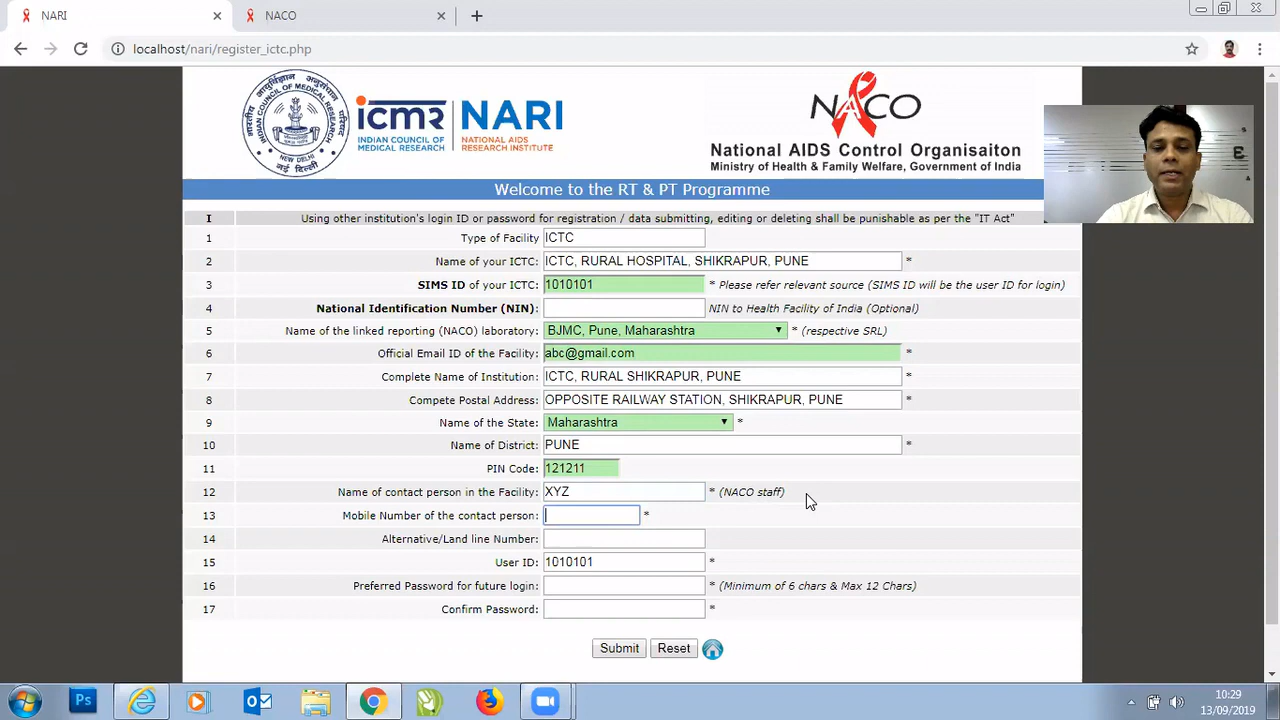 NARI
NACO
localhost/nari/register_ictc.php
INDIAN COUNCIL OF MEDICAL RESEARCH
NEW DELHI
icmr
INDIAN COUNCIL OF
MEDICAL RESEARCH
NARI
NATIONAL AIDS
RESEARCH INSTITUTE
NACO
National AIDS Control Organisaiton
Ministry of Health & Family Welfare, Government of India
Welcome to the RT & PT Programme
I Using other institution's login ID or password for registration / data submitting, editing or deleting shall be punishable as per the "IT Act"
1 Type of Facility ICTC
2 Name of your ICTC: ICTC, RURAL HOSPITAL, SHIKRAPUR, PUNE *
3 SIMS ID of your ICTC: 1010101 * Please refer relevant source (SIMS ID will be the user ID for login)
4 National Identification Number (NIN): NIN to Health Facility of India (Optional)
5 Name of the linked reporting (NACO) laboratory: BJMC, Pune, Maharashtra * (respective SRL)
6 Official Email ID of the Facility: abc@gmail.com *
7 Complete Name of Institution: ICTC, RURAL SHIKRAPUR, PUNE *
8 Compete Postal Address: OPPOSITE RAILWAY STATION, SHIKRAPUR, PUNE *
9 Name of the State: Maharashtra *
10 Name of District: PUNE *
11 PIN Code: 121211
12 Name of contact person in the Facility: XYZ * (NACO staff)
13 Mobile Number of the contact person: *
14 Alternative/Land line Number:
15 User ID: 1010101 *
16 Preferred Password for future login: * (Minimum of 6 chars & Max 12 Chars)
17 Confirm Password: *
Submit Reset
Ps
10:29
13/09/2019